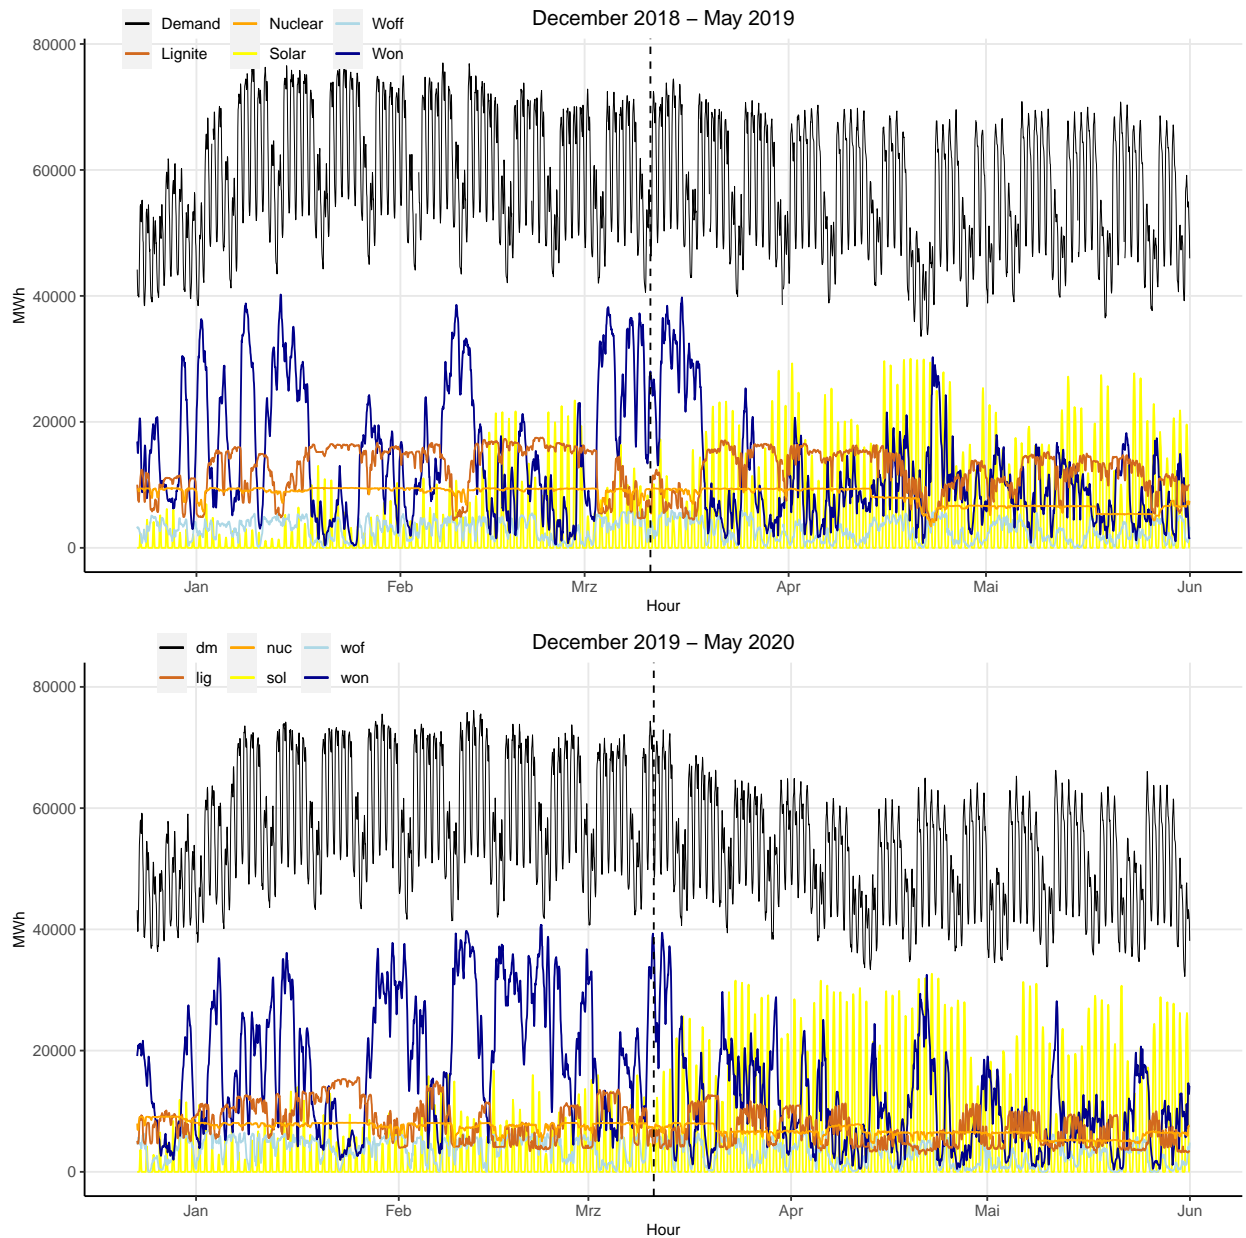 December 2018 – May 2019
Demand Nuclear Woff
Lignite Solar Won
80000
60000
40000
20000
0
MWh
Jan Feb Mrz Apr Mai Jun
Hour
December 2019 – May 2020
dm nuc wof
lig sol won
80000
60000
40000
20000
0
MWh
Jan Feb Mrz Apr Mai Jun
Hour